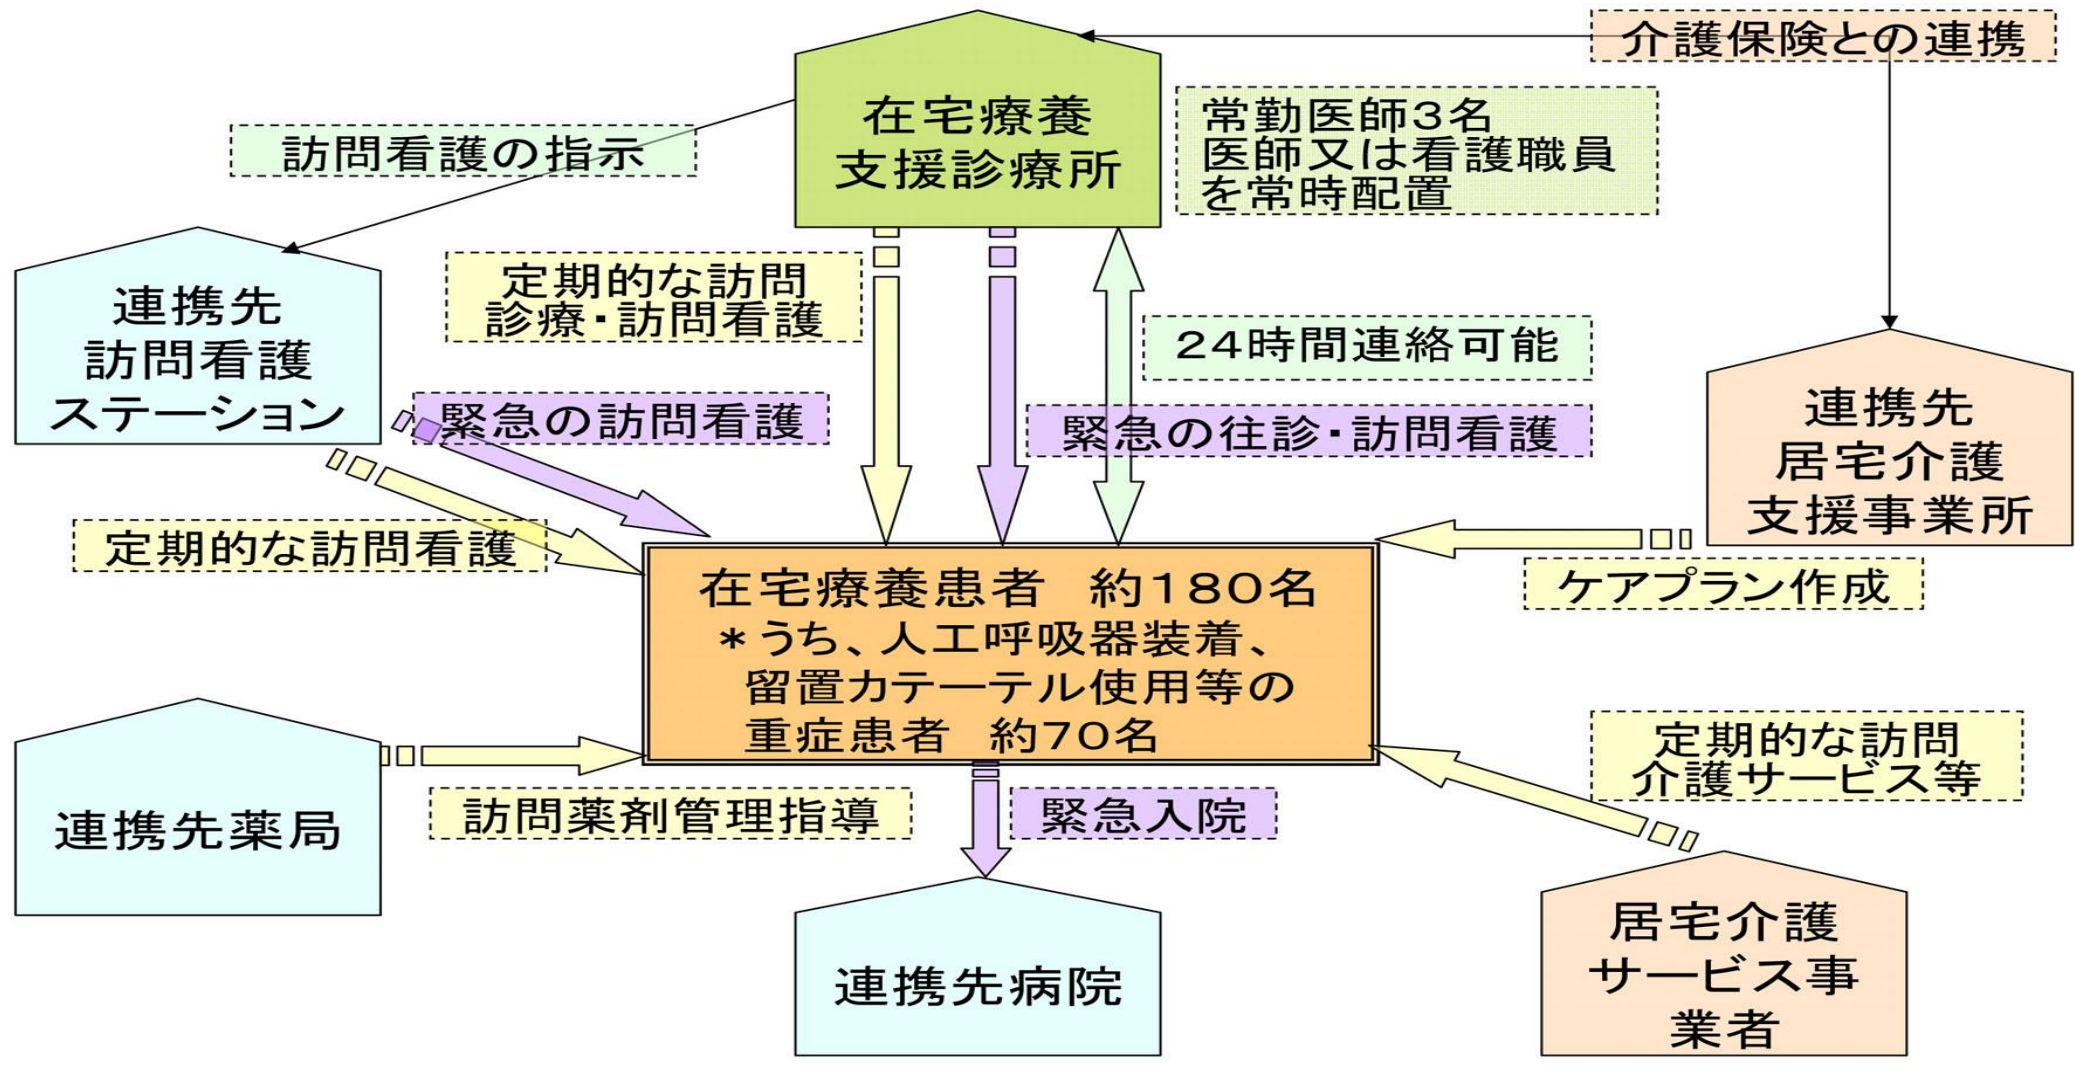 介護保険との連携
在宅療養
支援診療所
常勤医師3名
医師又は看護職員
を常時配置
訪問看護の指示
連携先
訪問看護
ステーション
定期的な訪問
診療・訪問看護
24時間連絡可能
緊急の訪問看護
緊急の往診・訪問看護
連携先
居宅介護
支援事業所
定期的な訪問看護
ケアプラン作成
在宅療養患者　約180名
*うち、人工呼吸器装着、
留置カテーテル使用等の
重症患者　約70名
連携先薬局
訪問薬剤管理指導
緊急入院
定期的な訪問
介護サービス等
連携先病院
居宅介護
サービス事
業者